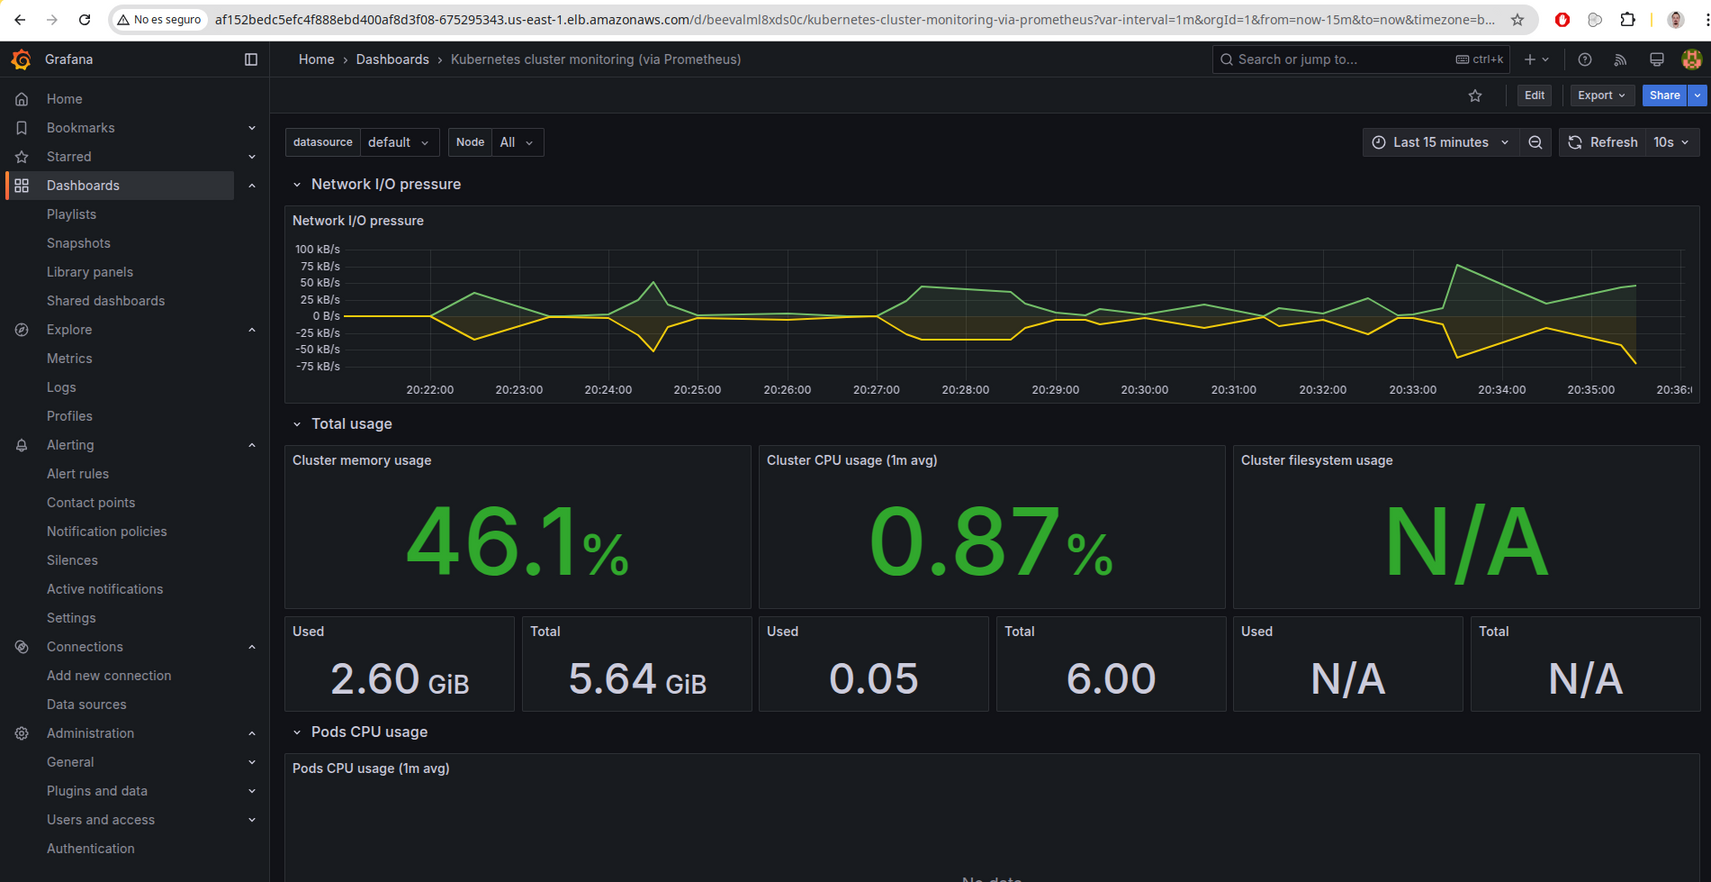 No es seguro
af152bedc5efc4f888ebd400af8d3f08-675295343.us-east-1.elb.amazonaws.com/d/beevalml8xds0c/kubernetes-cluster-monitoring-via-prometheus?var-interval=1m&orgId=1&from=now-15m&to=now&timezone=b...
Grafana
Home › Dashboards › Kubernetes cluster monitoring (via Prometheus)
Search or jump to...
ctrl+k
Edit
Export
Share
Home
Bookmarks
Starred
Dashboards
Playlists
Snapshots
Library panels
Shared dashboards
Explore
Metrics
Logs
Profiles
Alerting
Alert rules
Contact points
Notification policies
Silences
Active notifications
Settings
Connections
Add new connection
Data sources
Administration
General
Plugins and data
Users and access
Authentication
datasource default Node All
Last 15 minutes
Refresh 10s
Network I/O pressure
Network I/O pressure
100 kB/s
75 kB/s
50 kB/s
25 kB/s
0 B/s
-25 kB/s
-50 kB/s
-75 kB/s
20:22:00 20:23:00 20:24:00 20:25:00 20:26:00 20:27:00 20:28:00 20:29:00 20:30:00 20:31:00 20:32:00 20:33:00 20:34:00 20:35:00 20:36:
Total usage
Cluster memory usage
46.1%
Cluster CPU usage (1m avg)
0.87%
Cluster filesystem usage
N/A
Used
2.60 GiB
Total
5.64 GiB
Used
0.05
Total
6.00
Used
N/A
Total
N/A
Pods CPU usage
Pods CPU usage (1m avg)
No data